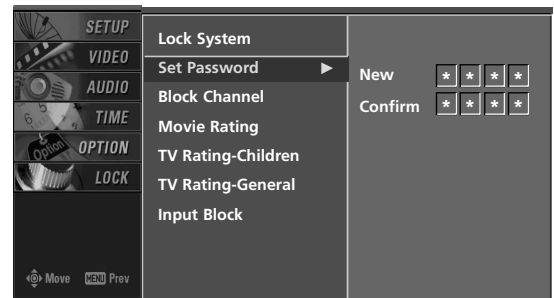 SETUP
VIDEO
AUDIO
TIME
OPTION
LOCK
Move MENU Prev
Lock System
Set Password ►
Block Channel
Movie Rating
TV Rating-Children
TV Rating-General
Input Block
New * * * *
Confirm * * * *
Option